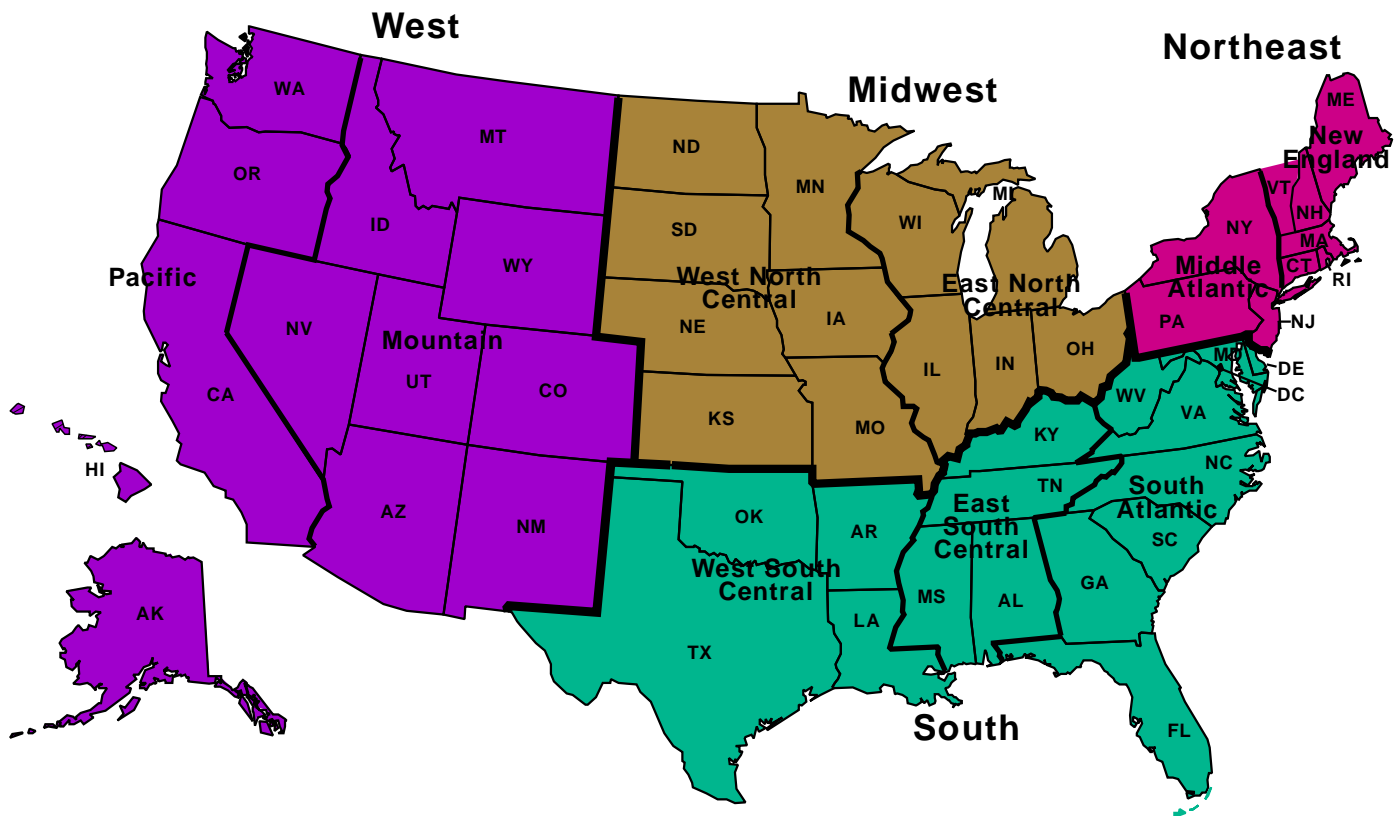 West
Northeast
Midwest
WA
MT
ND
MN
ME
New
England
OR
ID
SD
WI
MI
VT
NH
NY
MA
WY
Pacific
West North
Central
East North
Central
Middle
Atlantic
CT
RI
NV
Mountain
NE
IA
PA
NJ
UT
CO
IL
IN
OH
MD
DE
DC
CA
KS
MO
WV
VA
KY
HI
NC
TN
South
Atlantic
AZ
NM
OK
AR
East
South
Central
SC
West South
Central
MS
AL
GA
AK
LA
TX
South
FL